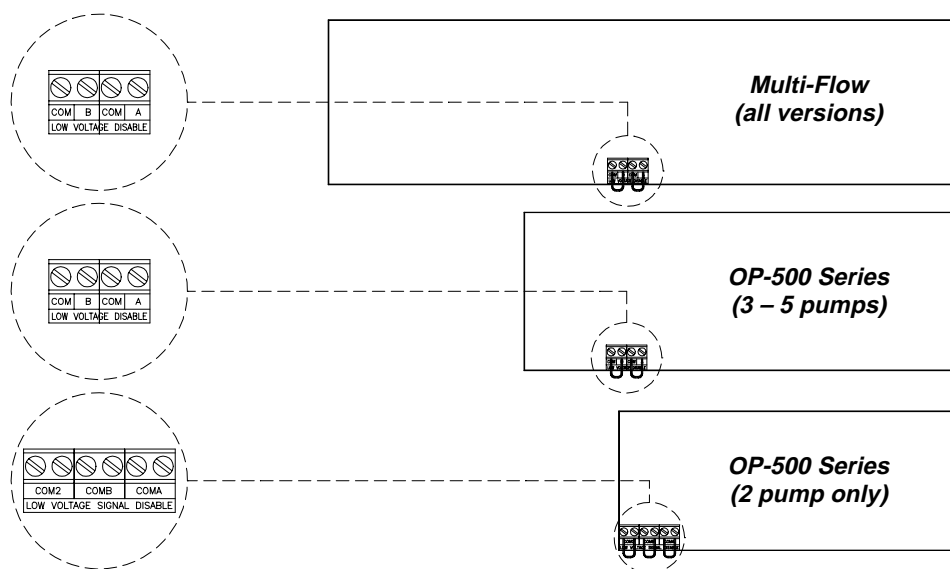 COM B COM A
LOW VOLTAGE DISABLE
Multi-Flow
(all versions)
COM B COM A
LOW VOLTAGE DISABLE
OP-500 Series
(3 – 5 pumps)
COM2 COMB COMA
LOW VOLTAGE SIGNAL DISABLE
OP-500 Series
(2 pump only)